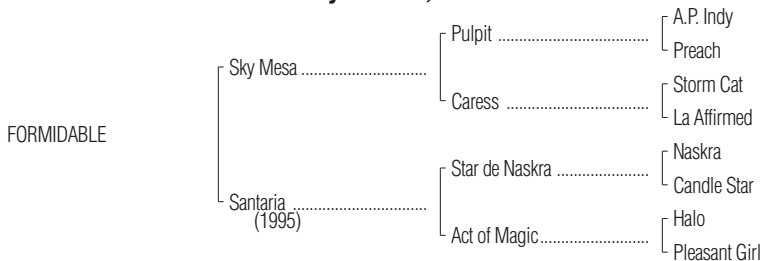 A.P. Indy
Pulpit ....................................
Preach
Sky Mesa ..............................
Storm Cat
Caress ..................................
La Affirmed
FORMIDABLE
Naskra
Star de Naskra ......................
Candle Star
Santaria ................................
(1995)
Halo
Act of Magic..........................
Pleasant Girl